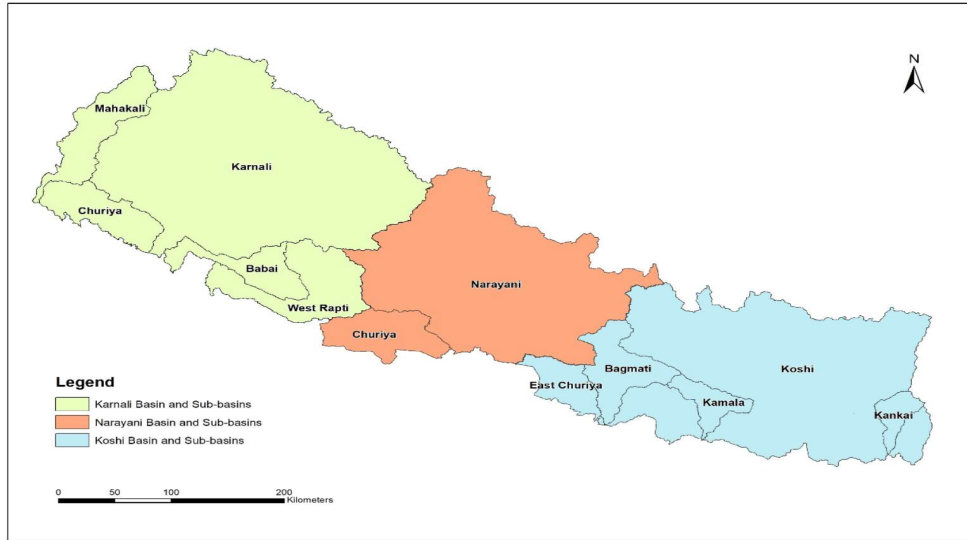 N
Mahakali
Karnali
Churiya
Babai
West Rapti
Narayani
Churiya
Bagmati
Koshi
East Churiya
Kamala
Kankai
Legend
Karnali Basin and Sub-basins
Narayani Basin and Sub-basins
Koshi Basin and Sub-basins
0 50 100 200
Kilometers